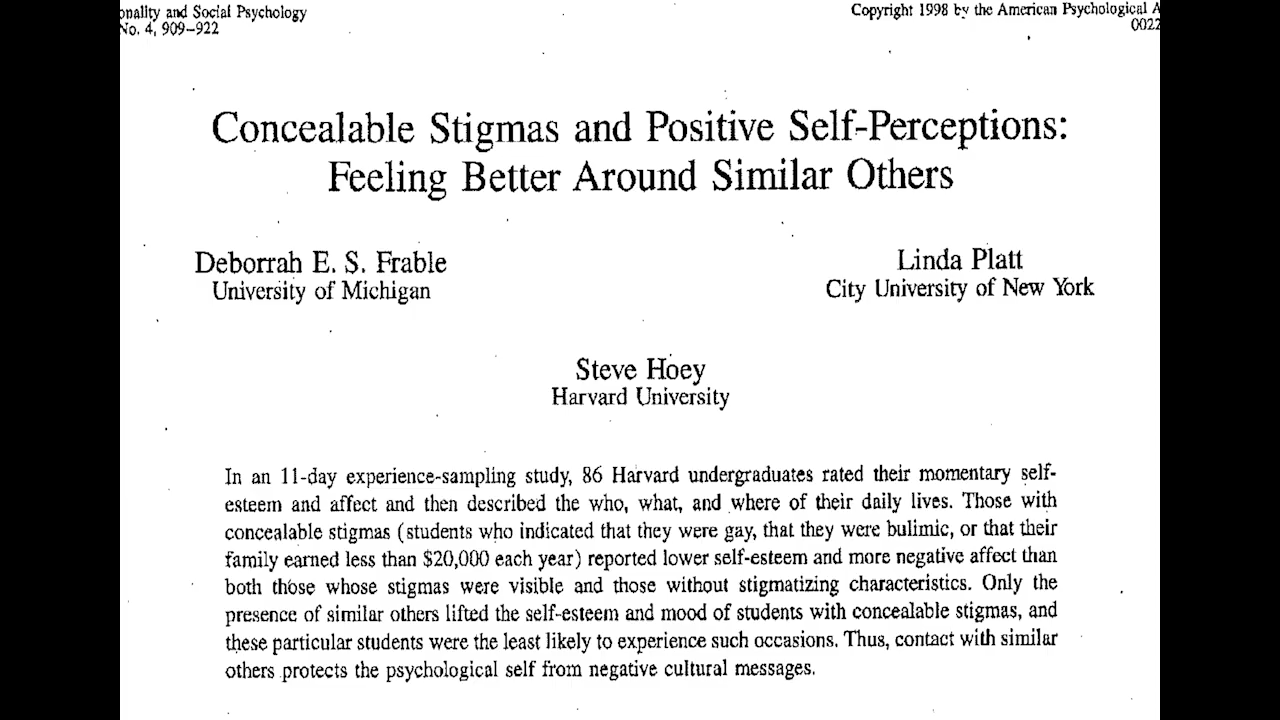 onality and Social Psychology
No. 4, 909–922
Copyright 1998 by the American Psychological A
0022
Concealable Stigmas and Positive Self-Perceptions:
Feeling Better Around Similar Others
Deborrah E. S. Frable
University of Michigan
Linda Platt
City University of New York
Steve Hoey
Harvard University
In an 11-day experience-sampling study, 86 Harvard undergraduates rated their momentary self-
esteem and affect and then described the who, what, and where of their daily lives. Those with
concealable stigmas (students who indicated that they were gay, that they were bulimic, or that their
family earned less than $20,000 each year) reported lower self-esteem and more negative affect than
both those whose stigmas were visible and those without stigmatizing characteristics. Only the
presence of similar others lifted the self-esteem and mood of students with concealable stigmas, and
these particular students were the least likely to experience such occasions. Thus, contact with similar
others protects the psychological self from negative cultural messages.